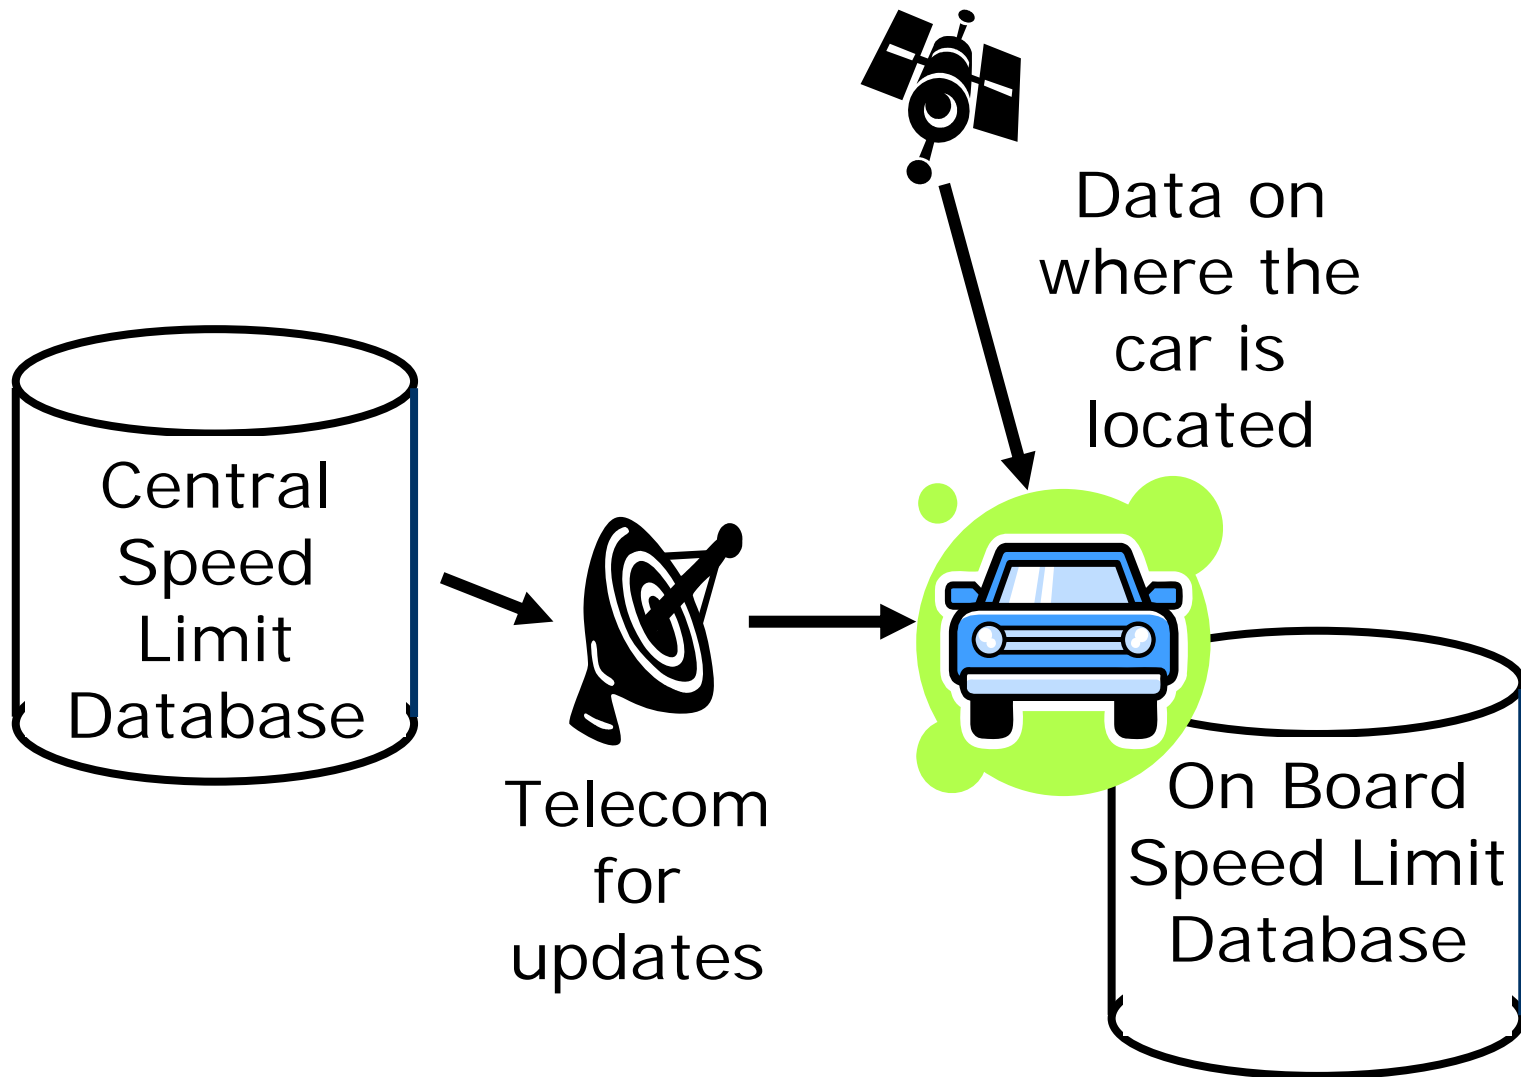 Data on
where the
car is
located
Central
Speed
Limit
Database
Telecom
for
updates
On Board
Speed Limit
Database